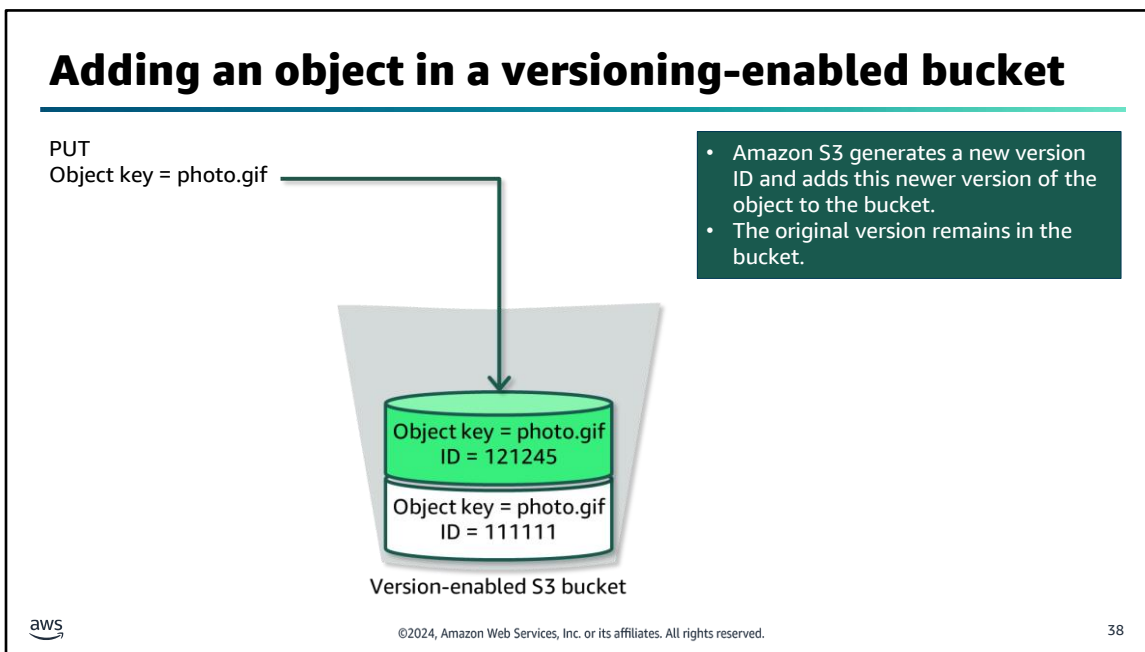 Adding an object in a versioning-enabled bucket
PUT
Object key = photo.gif
• Amazon S3 generates a new version
ID and adds this newer version of the
object to the bucket.
• The original version remains in the
bucket.
Object key = photo.gif
ID = 121245
Object key = photo.gif
ID = 111111
Version-enabled S3 bucket
aws
©2024, Amazon Web Services, Inc. or its affiliates. All rights reserved.
38